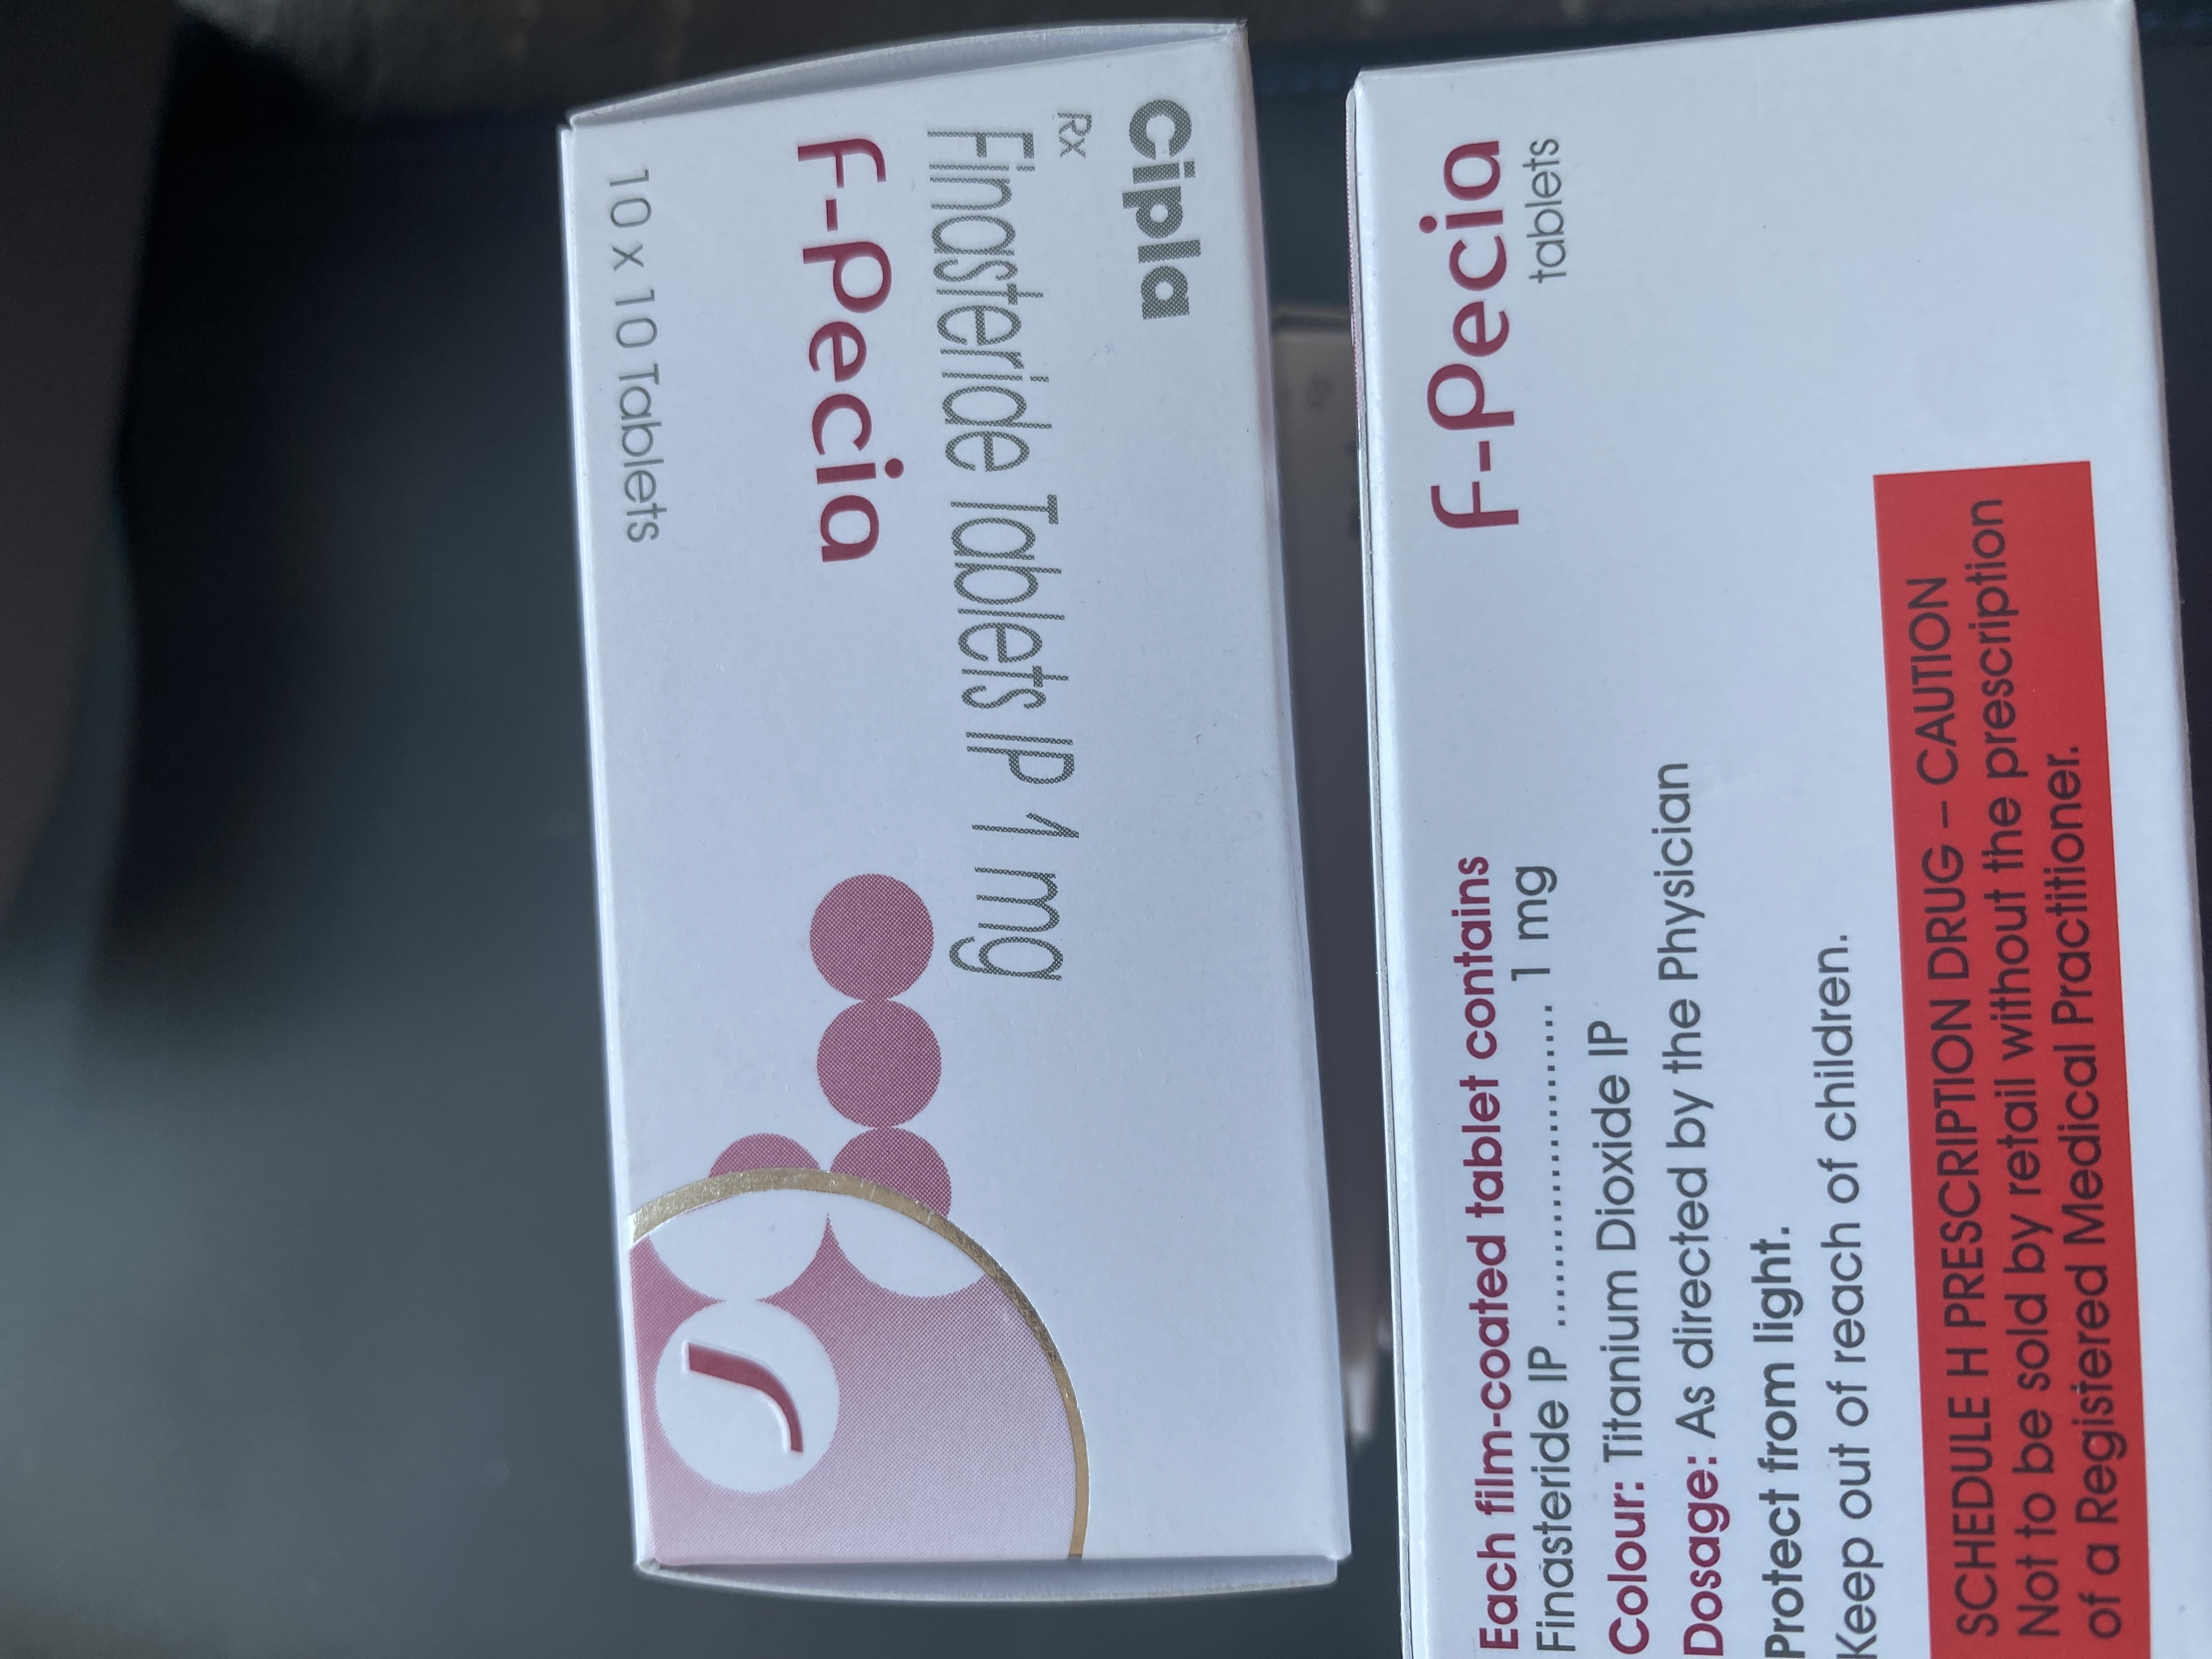 Cipla
Rx
Finasteride Tablets IP 1 mg
F-Pecia
10 x 10 Tablets
F-Pecia
tablets
Each film-coated tablet contains
Finasteride IP ........................ 1 mg
Colour: Titanium Dioxide IP
Dosage: As directed by the Physician
Protect from light.
Keep out of reach of children.
SCHEDULE H PRESCRIPTION DRUG – CAUTION
Not to be sold by retail without the prescription
of a Registered Medical Practitioner.